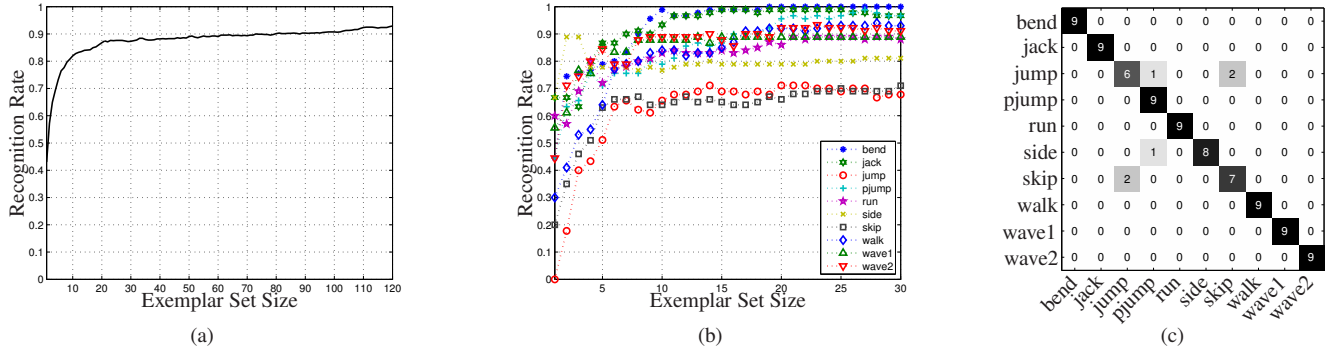 1
0.9
0.8
0.7
0.6
0.5
0.4
0.3
0.2
0.1
0
Recognition Rate
10 20 30 40 50 60 70 80 90 100 110 120
Exemplar Set Size
(a)
1
0.9
0.8
0.7
0.6
0.5
0.4
0.3
0.2
0.1
0
Recognition Rate
bend
jack
jump
pjump
run
side
skip
walk
wave1
wave2
1 5 10 15 20 25 30
Exemplar Set Size
(b)
bend 9 0 0 0 0 0 0 0 0 0
jack 0 9 0 0 0 0 0 0 0 0
jump 0 0 6 1 0 0 2 0 0 0
pjump 0 0 0 9 0 0 0 0 0 0
run 0 0 0 0 9 0 0 0 0 0
side 0 0 0 1 0 8 0 0 0 0
skip 0 0 2 0 0 0 7 0 0 0
walk 0 0 0 0 0 0 0 9 0 0
wave1 0 0 0 0 0 0 0 0 9 0
wave2 0 0 0 0 0 0 0 0 0 9
bend jack jump pjump run side skip walk wave1 wave2
(c)